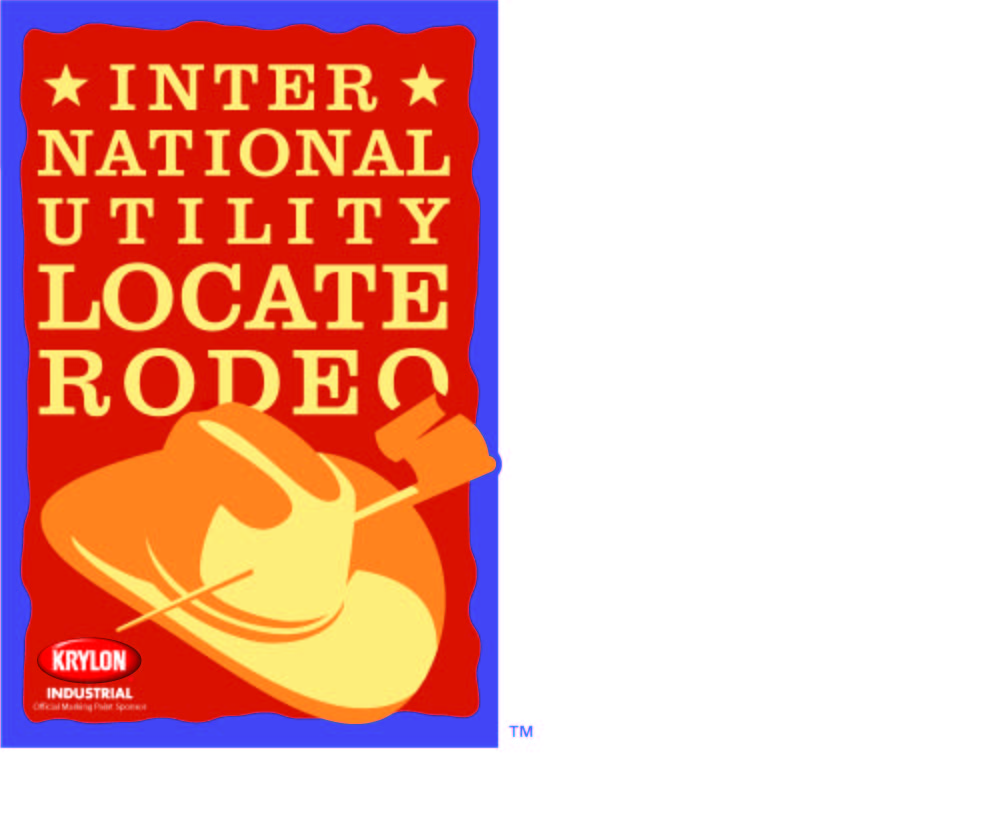 ★ INTER ★
NATIONAL
UTILITY
LOCATE
RODEO
KRYLON
INDUSTRIAL
Official Marking Paint Sponsor
TM